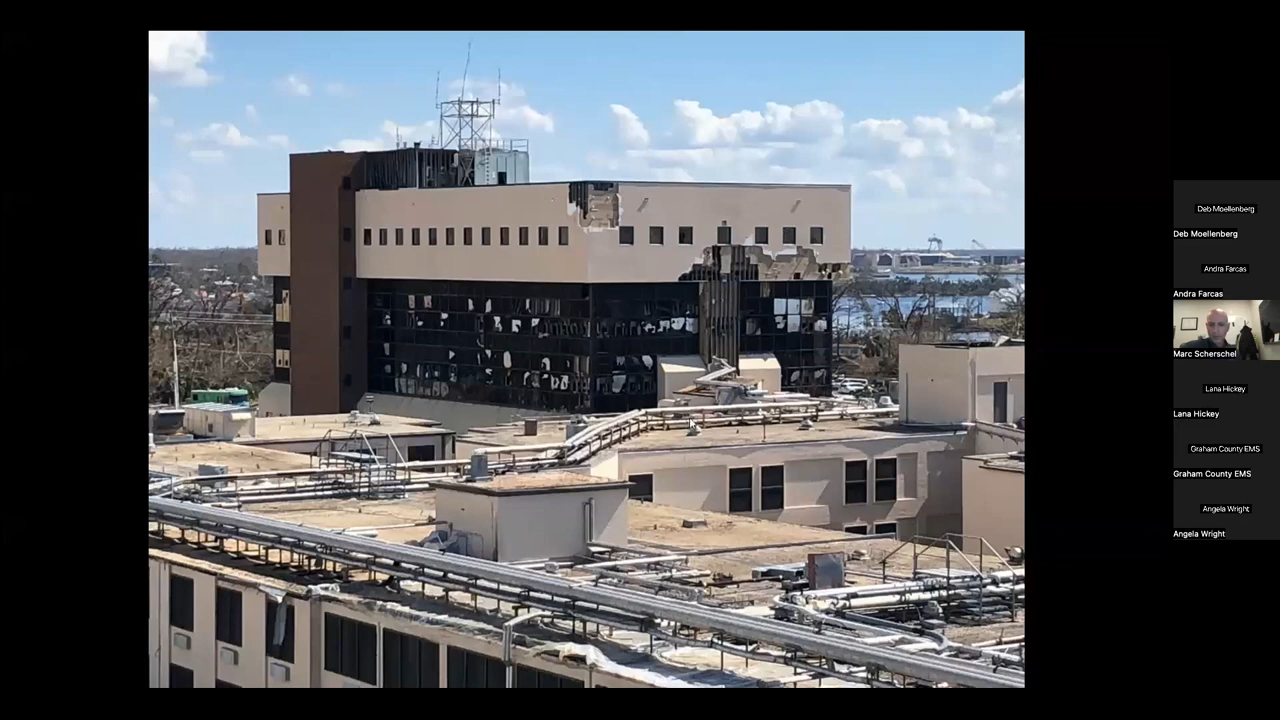 Deb Moellenberg
Deb Moellenberg
Andra Farcas
Andra Farcas
Marc Scherschel
Lana Hickey
Lana Hickey
Graham County EMS
Graham County EMS
Angela Wright
Angela Wright